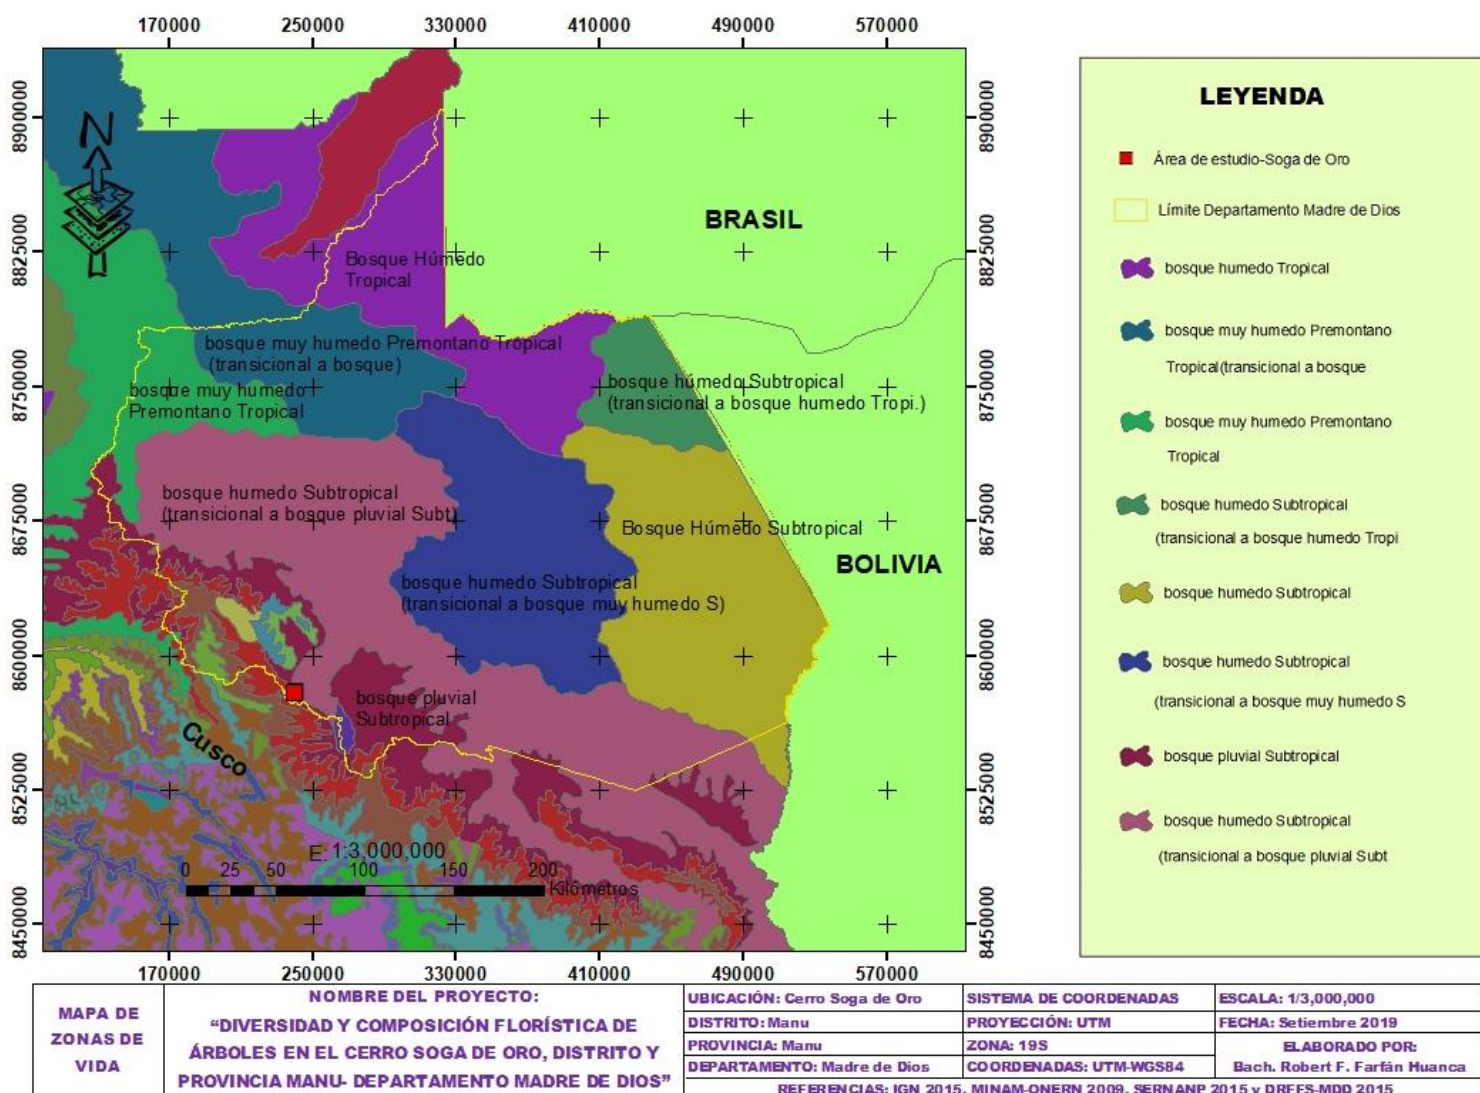 170000 250000 330000 410000 490000 570000
8900000 8900000
8825000 8825000
8750000 8750000
8675000 8675000
8600000 8600000
8525000 8525000
8450000 8450000
N
BRASIL
Bosque Húmedo
Tropical
bosque muy humedo Premontano Tropical
(transicional a bosque)
bosque muy humedo
Premontano Tropical
bosque húmedo Subtropical
(transicional a bosque humedo Tropi.)
bosque humedo Subtropical
(transicional a bosque pluvial Subt)
Bosque Húmedo Subtropical
BOLIVIA
bosque humedo Subtropical
(transicional a bosque muy humedo S)
bosque pluvial
Subtropical
Cusco
E: 1:3,000,000
0 25 50 100 150 200
Kilómetros
170000 250000 330000 410000 490000 570000
LEYENDA
Área de estudio-Soga de Oro
Límite Departamento Madre de Dios
bosque humedo Tropical
bosque muy humedo Premontano
Tropical(transicional a bosque
bosque muy humedo Premontano
Tropical
bosque humedo Subtropical
(transicional a bosque humedo Tropi
bosque humedo Subtropical
bosque humedo Subtropical
(transicional a bosque muy humedo S
bosque pluvial Subtropical
bosque humedo Subtropical
(transicional a bosque pluvial Subt
MAPA DE
ZONAS DE
VIDA
NOMBRE DEL PROYECTO:
“DIVERSIDAD Y COMPOSICIÓN FLORÍSTICA DE
ÁRBOLES EN EL CERRO SOGA DE ORO, DISTRITO Y
PROVINCIA MANU- DEPARTAMENTO MADRE DE DIOS”
UBICACIÓN: Cerro Soga de Oro
DISTRITO: Manu
PROVINCIA: Manu
DEPARTAMENTO: Madre de Dios
SISTEMA DE COORDENADAS
PROYECCIÓN: UTM
ZONA: 19S
COORDENADAS: UTM-WGS84
ESCALA: 1/3,000,000
FECHA: Setiembre 2019
ELABORADO POR:
Bach. Robert F. Farfán Huanca
REFERENCIAS: IGN 2015, MINAM-ONERN 2009, SERNANP 2015 y DRFFS-MDD 2015